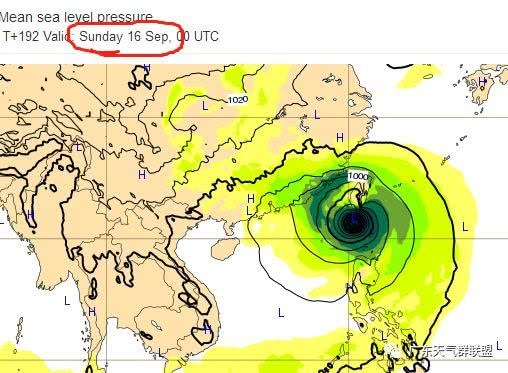 Mean sea level pressure
T+192 Valid: Sunday 16 Sep, 00 UTC
H
H
1020
L
L
H
L
H
1000
H
L
H
L
L
L
H
L
H
L
广东天气群联盟